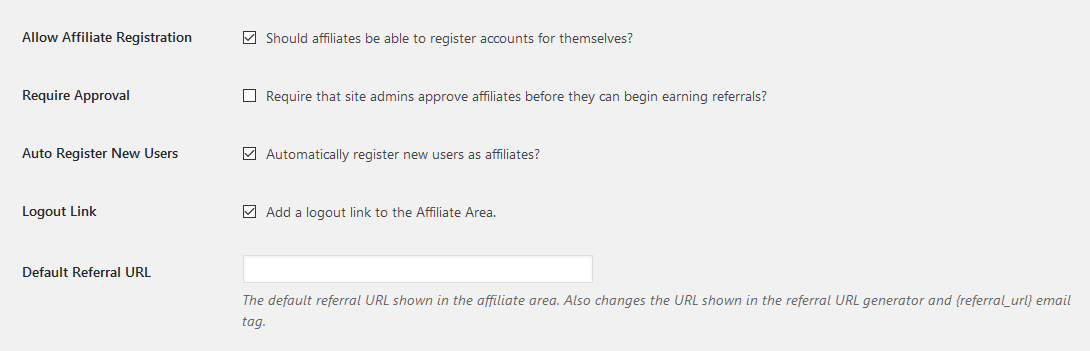 Allow Affiliate Registration Should affiliates be able to register accounts for themselves?
Require Approval Require that site admins approve affiliates before they can begin earning referrals?
Auto Register New Users Automatically register new users as affiliates?
Logout Link Add a logout link to the Affiliate Area.
Default Referral URL
The default referral URL shown in the affiliate area. Also changes the URL shown in the referral URL generator and {referral_url} email
tag.